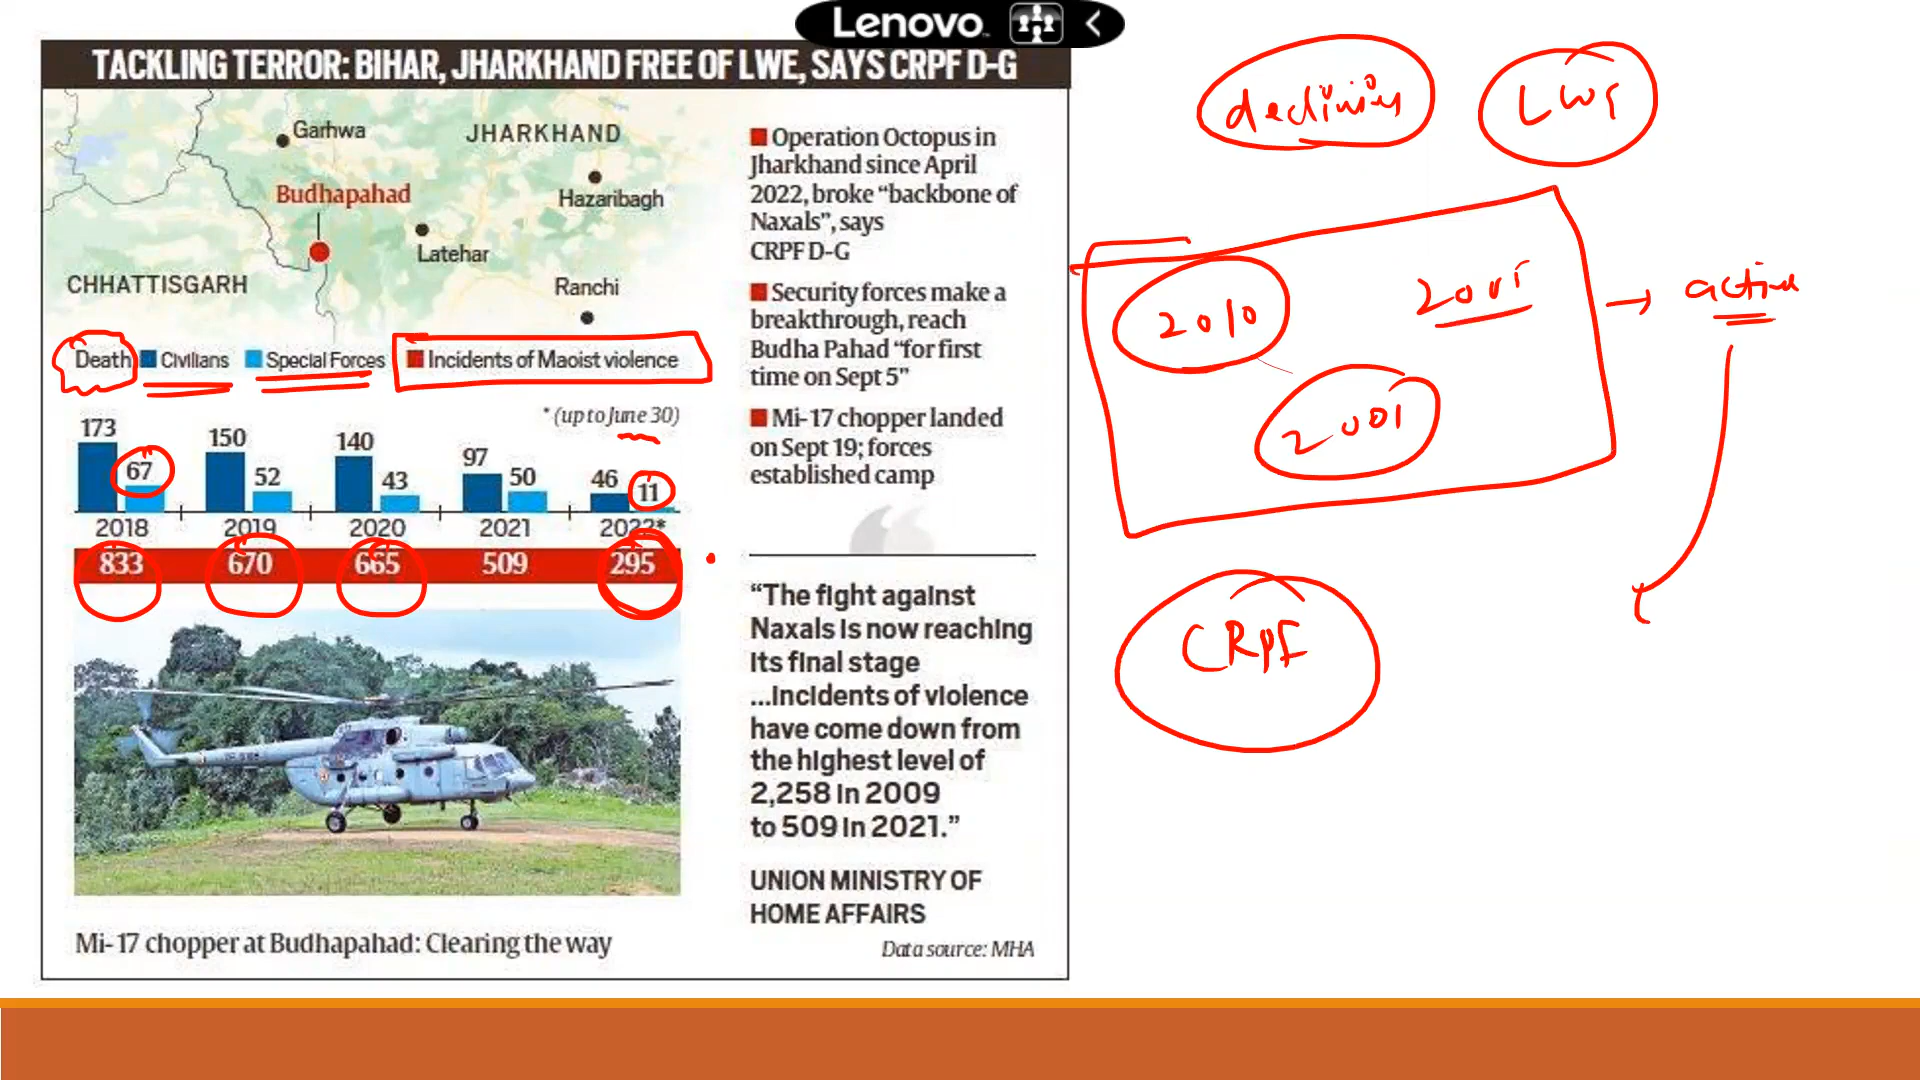 Lenovo
TACKLING TERROR: BIHAR, JHARKHAND FREE OF LWE, SAYS CRPF D-G
Garhwa
JHARKHAND
Budhapahad
Hazaribagh
Latehar
CHHATTISGARH
Ranchi
Death Civilians Special Forces Incidents of Maoist violence
* (up to June 30)
173 67 150 52 140 43 97 50 46 11
2018 2019 2020 2021 2022*
833 670 665 509 295
Mi-17 chopper at Budhapahad: Clearing the way
Operation Octopus in
Jharkhand since April
2022, broke “backbone of
Naxals”, says
CRPF D-G
Security forces make a
breakthrough, reach
Budha Pahad “for first
time on Sept 5”
Mi-17 chopper landed
on Sept 19; forces
established camp
“The fight against
Naxals is now reaching
its final stage
...Incidents of violence
have come down from
the highest level of
2,258 in 2009
to 509 in 2021.”
UNION MINISTRY OF
HOME AFFAIRS
Data source: MHA
2010
2001
active
CRPF